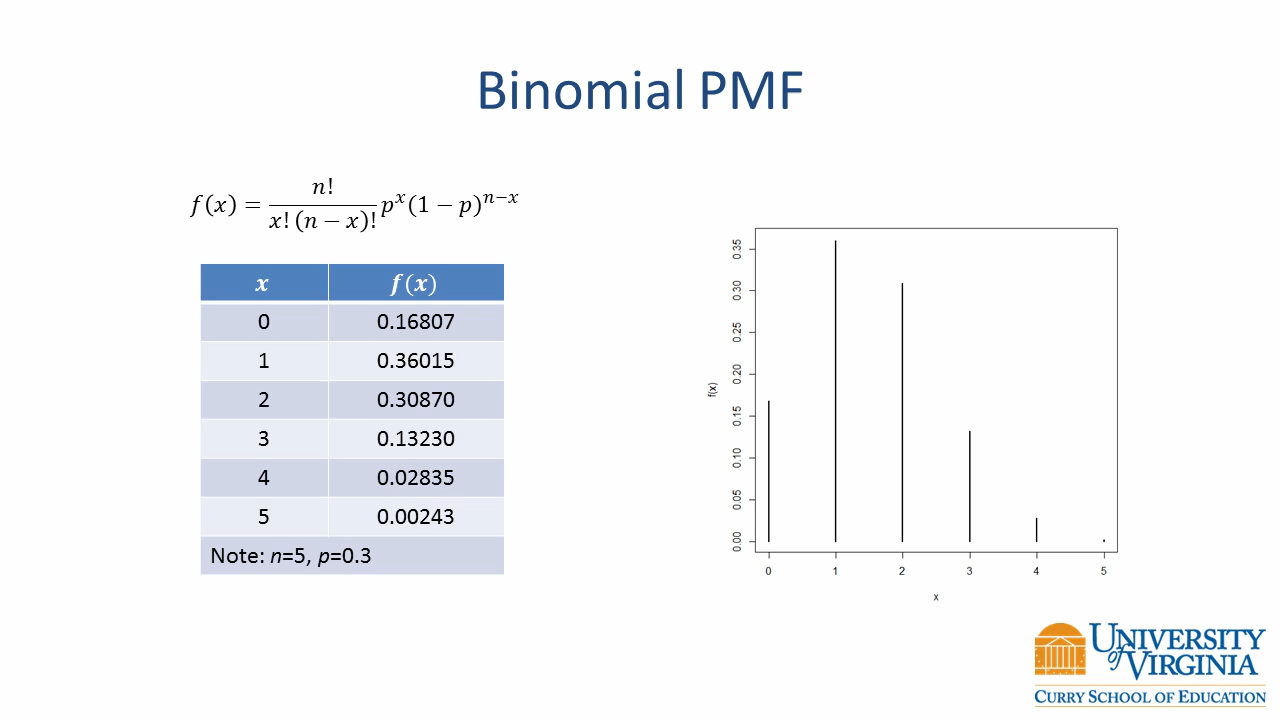 Binomial PMF
f(x) = n! / x! (n − x)! p^x (1 − p)^{n−x}
x f(x)
0 0.16807
1 0.36015
2 0.30870
3 0.13230
4 0.02835
5 0.00243
Note: n=5, p=0.3
f(x)
0.35
0.30
0.25
0.20
0.15
0.10
0.05
0.00
0 1 2 3 4 5
x
UNIVERSITY
of VIRGINIA
CURRY SCHOOL OF EDUCATION